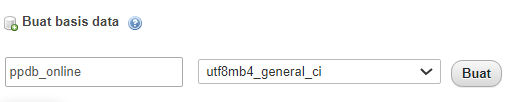 Buat basis data
ppdb_online utf8mb4_general_ci Buat